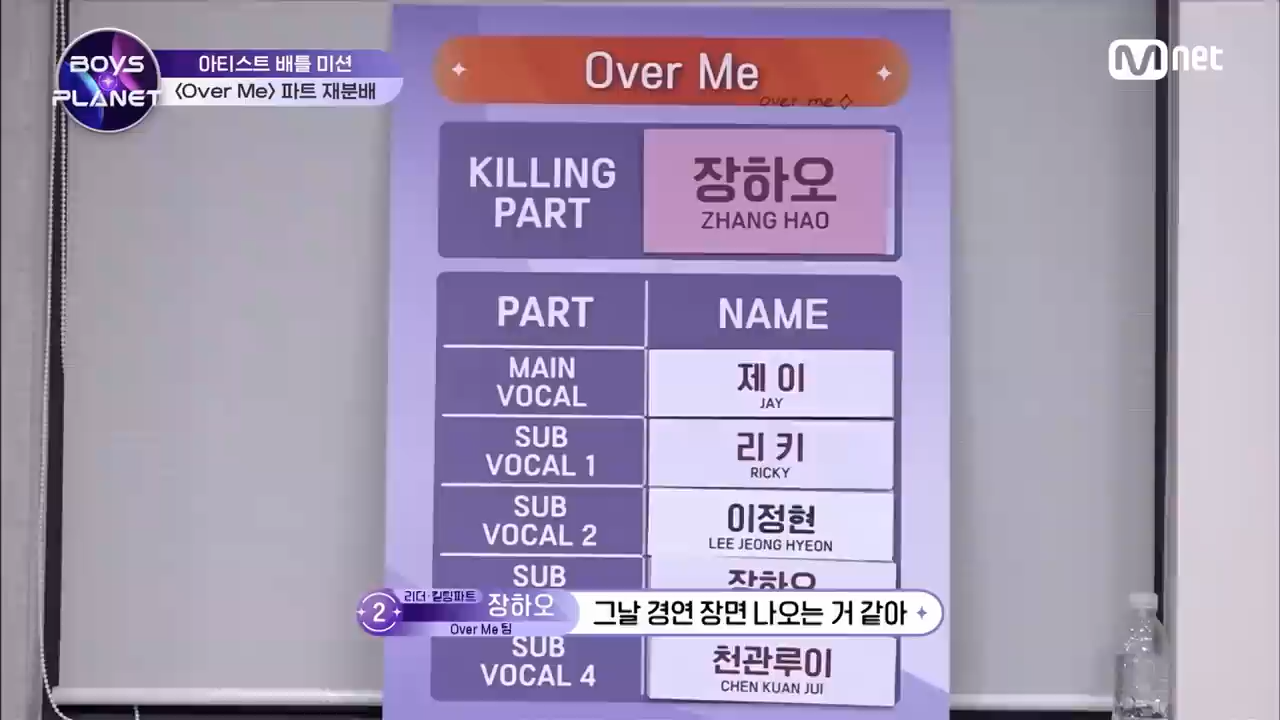 BOYS
PLANET
아티스트 배틀 미션
<Over Me> 파트 재분배
Mnet
Over Me
over me
KILLING
PART
장하오
ZHANG HAO
PART
NAME
MAIN
VOCAL
제 이
JAY
SUB
VOCAL 1
리 키
RICKY
SUB
VOCAL 2
이정현
LEE JEONG HYEON
SUB
장하오
2
리더·킬링파트
장하오
Over Me 팀
그날 경연 장면 나오는 거 같아
SUB
VOCAL 4
천관루이
CHEN KUAN JUI